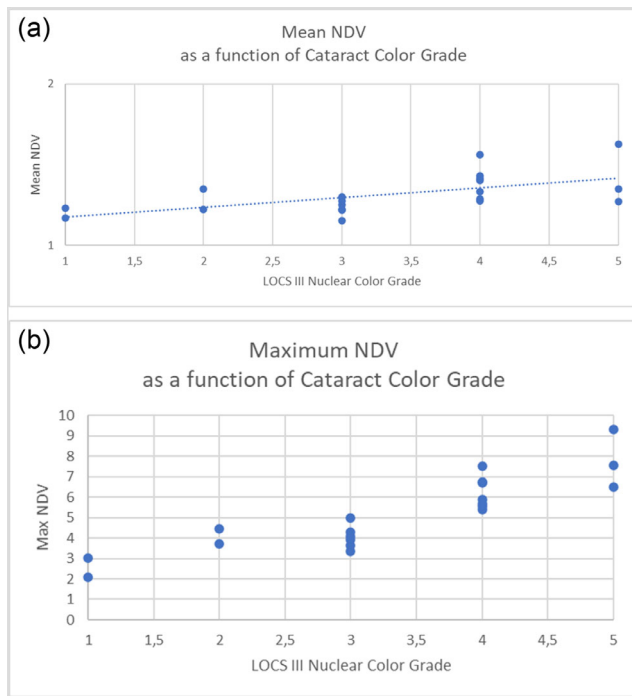 (a)
Mean NDV
as a function of Cataract Color Grade
2
Mean NDV
1
1 1,5 2 2,5 3 3,5 4 4,5 5
LOCS III Nuclear Color Grade
(b)
Maximum NDV
as a function of Cataract Color Grade
10
9
8
7
6
5
4
3
2
1
0
Max NDV
1 1,5 2 2,5 3 3,5 4 4,5 5
LOCS III Nuclear Color Grade